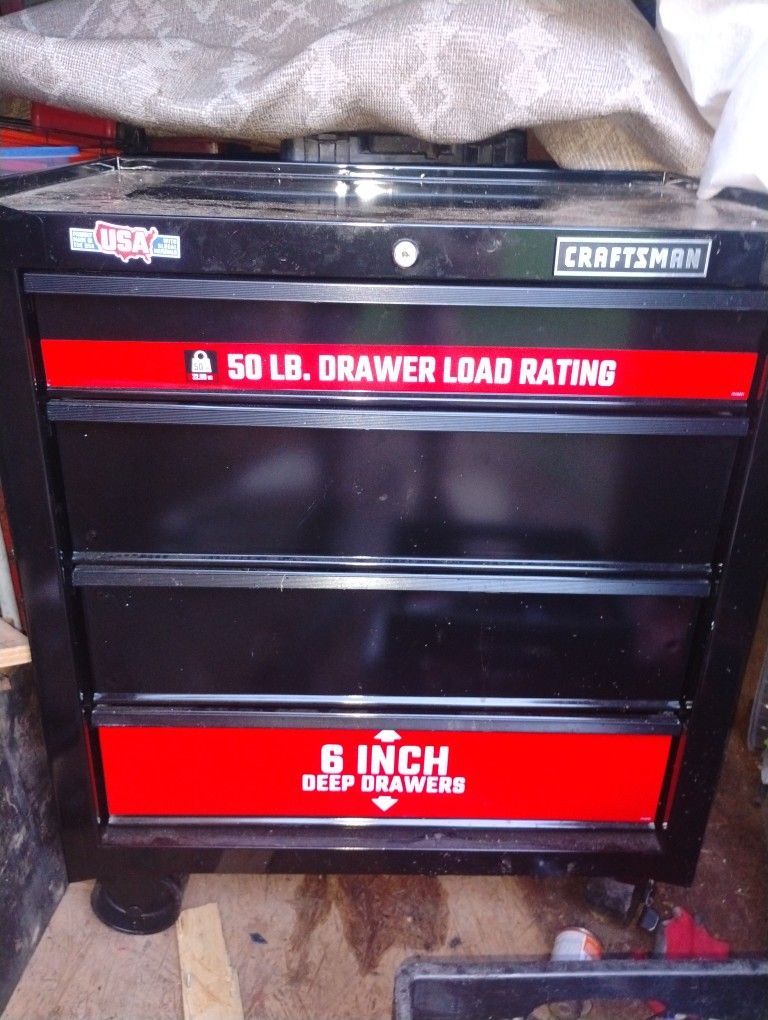 USA
CRAFTSMAN
50 LB. DRAWER LOAD RATING
6 INCH
DEEP DRAWERS